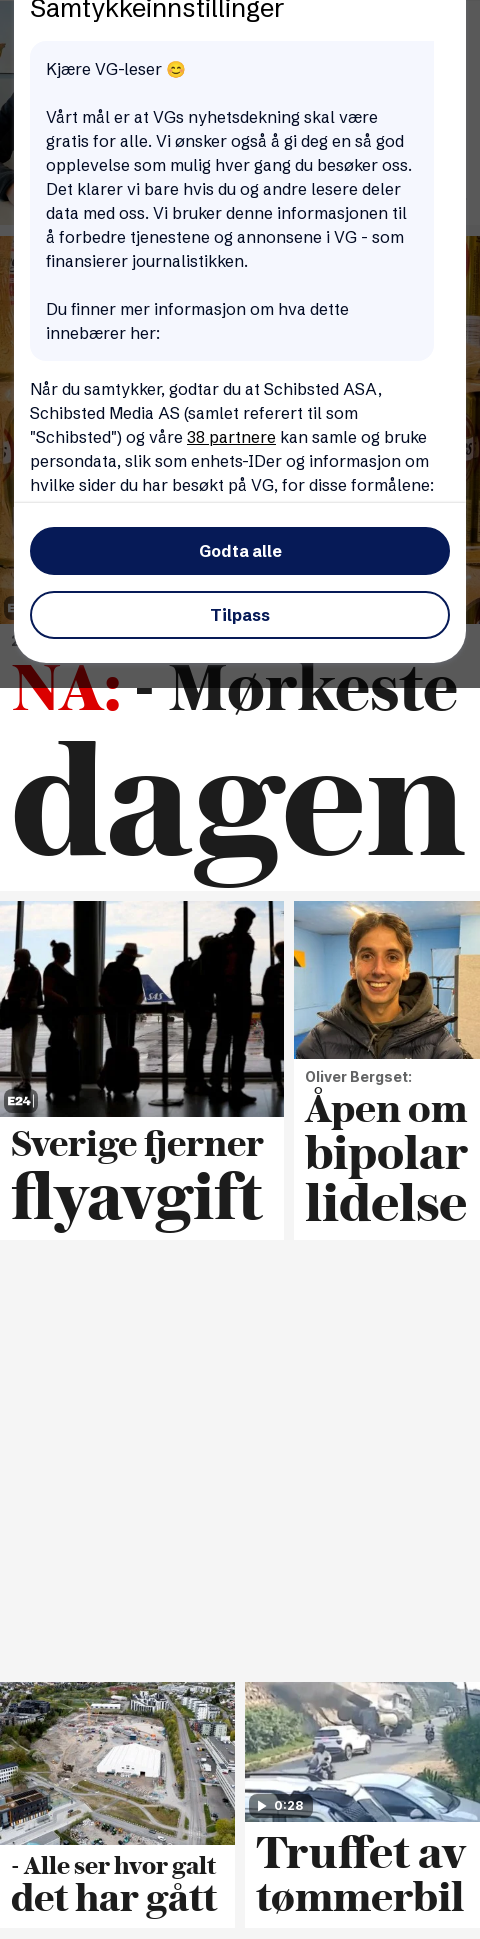 Samtykkeinnstillinger
Kjære VG-leser 😊
Vårt mål er at VGs nyhetsdekning skal være
gratis for alle. Vi ønsker også å gi deg en så god
opplevelse som mulig hver gang du besøker oss.
Det klarer vi bare hvis du og andre lesere deler
data med oss. Vi bruker denne informasjonen til
å forbedre tjenestene og annonsene i VG - som
finansierer journalistikken.
Du finner mer informasjon om hva dette
innebærer her:
Når du samtykker, godtar du at Schibsted ASA,
Schibsted Media AS (samlet referert til som
"Schibsted") og våre 38 partnere kan samle og bruke
persondata, slik som enhets-IDer og informasjon om
hvilke sider du har besøkt på VG, for disse formålene:
Godta alle
Tilpass
NA: - Mørkeste
dagen
E24
Sverige fjerner
flyavgift
Oliver Bergset:
Åpen om
bipolar
lidelse
- Alle ser hvor galt
det har gått
0:28
Truffet av
tømmerbil